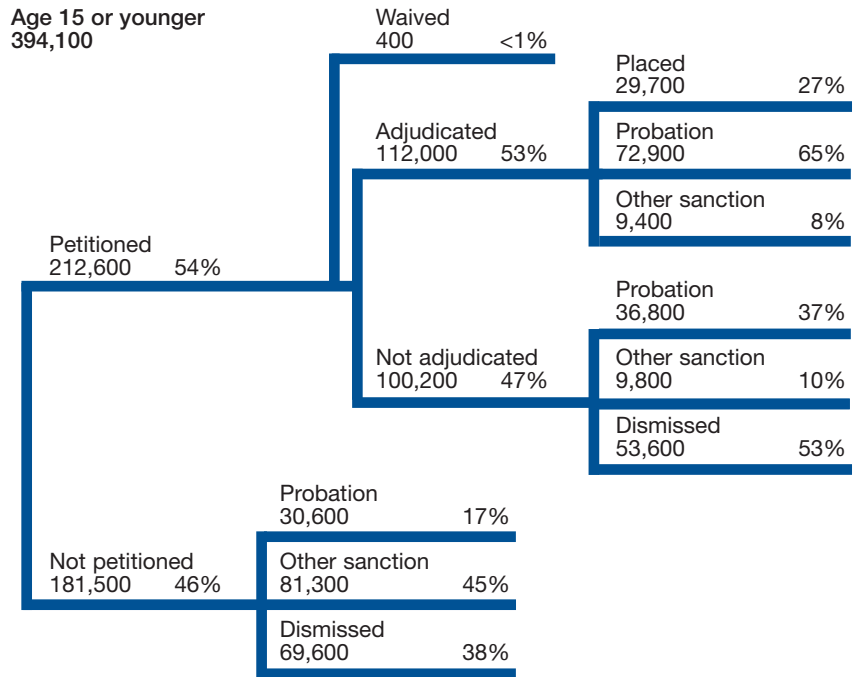 Age 15 or younger
394,100
Waived
400 <1%
Placed
29,700 27%
Adjudicated
112,000 53%
Probation
72,900 65%
Other sanction
9,400 8%
Petitioned
212,600 54%
Probation
36,800 37%
Not adjudicated
100,200 47%
Other sanction
9,800 10%
Dismissed
53,600 53%
Probation
30,600 17%
Not petitioned
181,500 46%
Other sanction
81,300 45%
Dismissed
69,600 38%